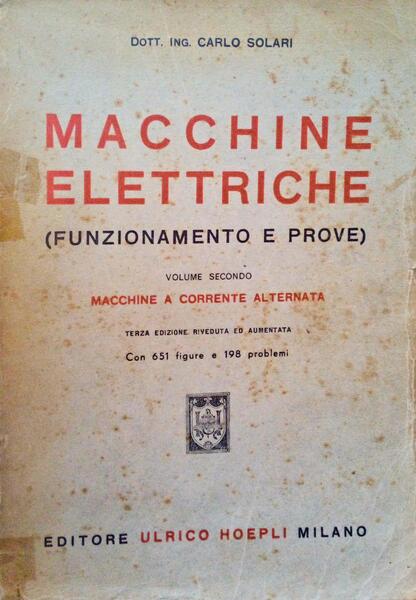 DOTT. ING. CARLO SOLARI
MACCHINE
ELETTRICHE
(FUNZIONAMENTO E PROVE)
VOLUME SECONDO
MACCHINE A CORRENTE ALTERNATA
TERZA EDIZIONE RIVEDUTA ED AUMENTATA
Con 651 figure e 198 problemi
EDITORE ULRICO HOEPLI MILANO